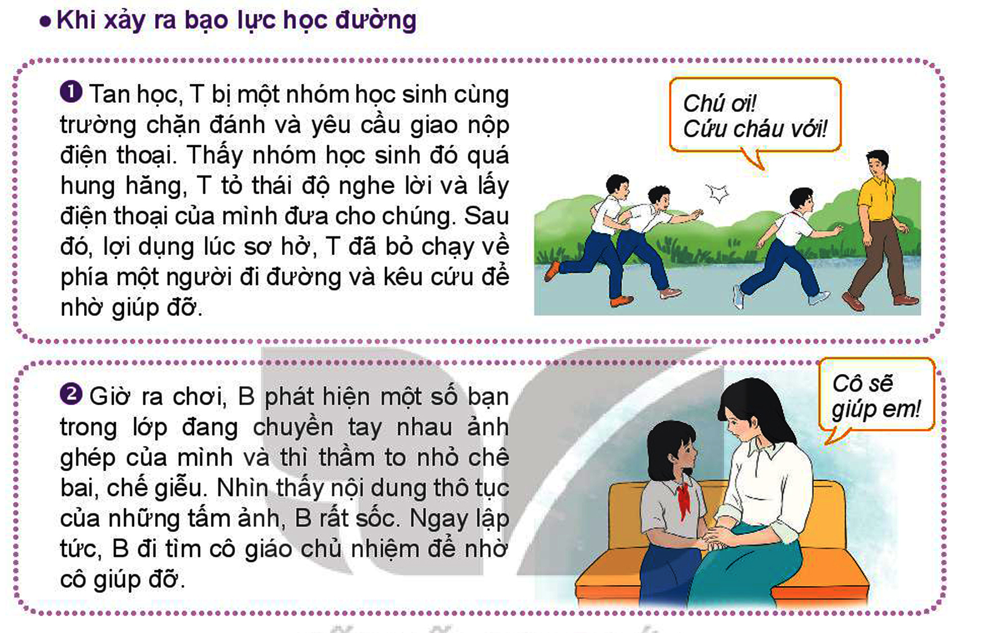 • Khi xảy ra bạo lực học đường
1 Tan học, T bị một nhóm học sinh cùng
trường chặn đánh và yêu cầu giao nộp
điện thoại. Thấy nhóm học sinh đó quá
hung hăng, T tỏ thái độ nghe lời và lấy
điện thoại của mình đưa cho chúng. Sau
đó, lợi dụng lúc sơ hở, T đã bỏ chạy về
phía một người đi đường và kêu cứu để
nhờ giúp đỡ.
Chú ơi!
Cứu cháu với!
2 Giờ ra chơi, B phát hiện một số bạn
trong lớp đang chuyền tay nhau ảnh
ghép của mình và thì thầm to nhỏ chê
bai, chế giễu. Nhìn thấy nội dung thô tục
của những tấm ảnh, B rất sốc. Ngay lập
tức, B đi tìm cô giáo chủ nhiệm để nhờ
cô giúp đỡ.
Cô sẽ
giúp em!